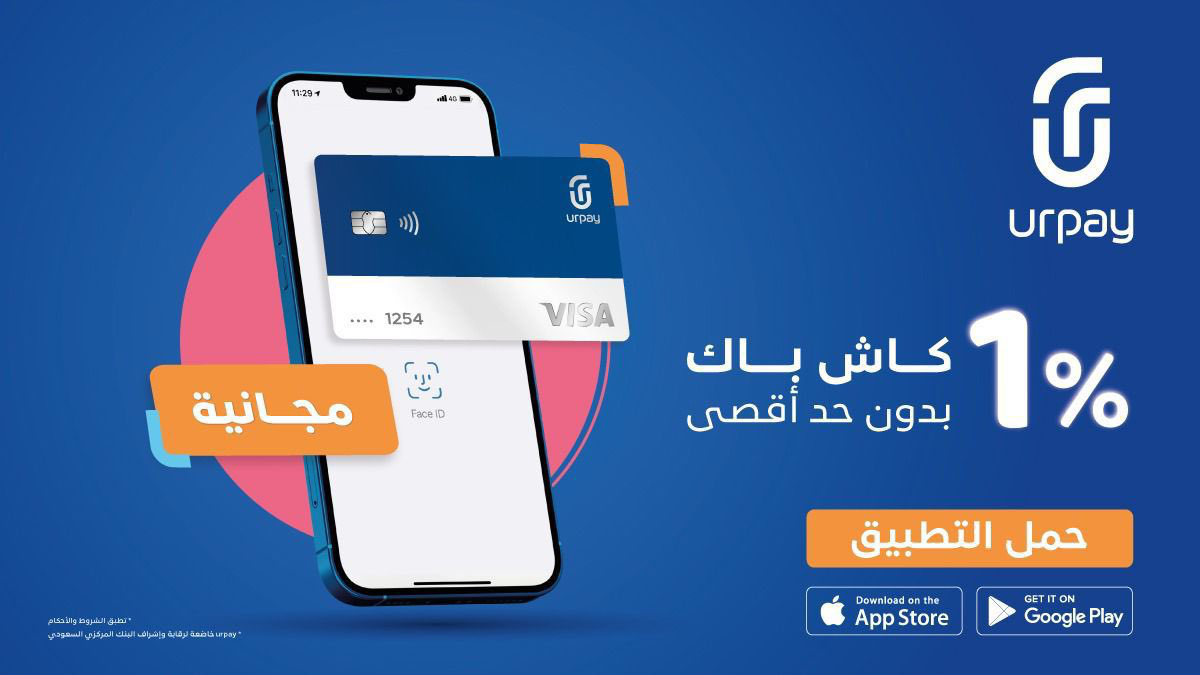 11:29
4G
urpay
VISA
.... 1254
Face ID
مجانية
urpay
1%
كاش باك
بدون حد أقصى
حمل التطبيق
Download on the
App Store
GET IT ON
Google Play
* تطبق الشروط والأحكام
* urpay خاضعة لرقابة وإشراف البنك المركزي السعودي